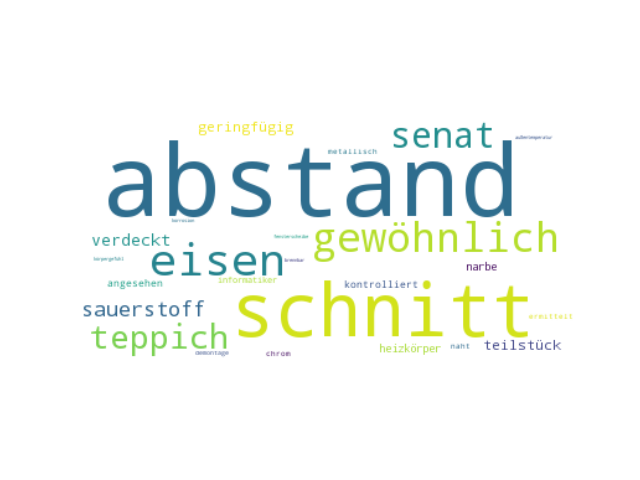 geringfügig
senat
außentemperatur
metallisch
abstand
korrosion
verdeckt
fensterscheibe
gewöhnlich
eisen
körpergefühl
brennbar
narbe
angesehen
informatiker
kontrolliert
sauerstoff
schnitt
ermittelt
teppich
heizkörper
naht
teilstück
demontage
chrom